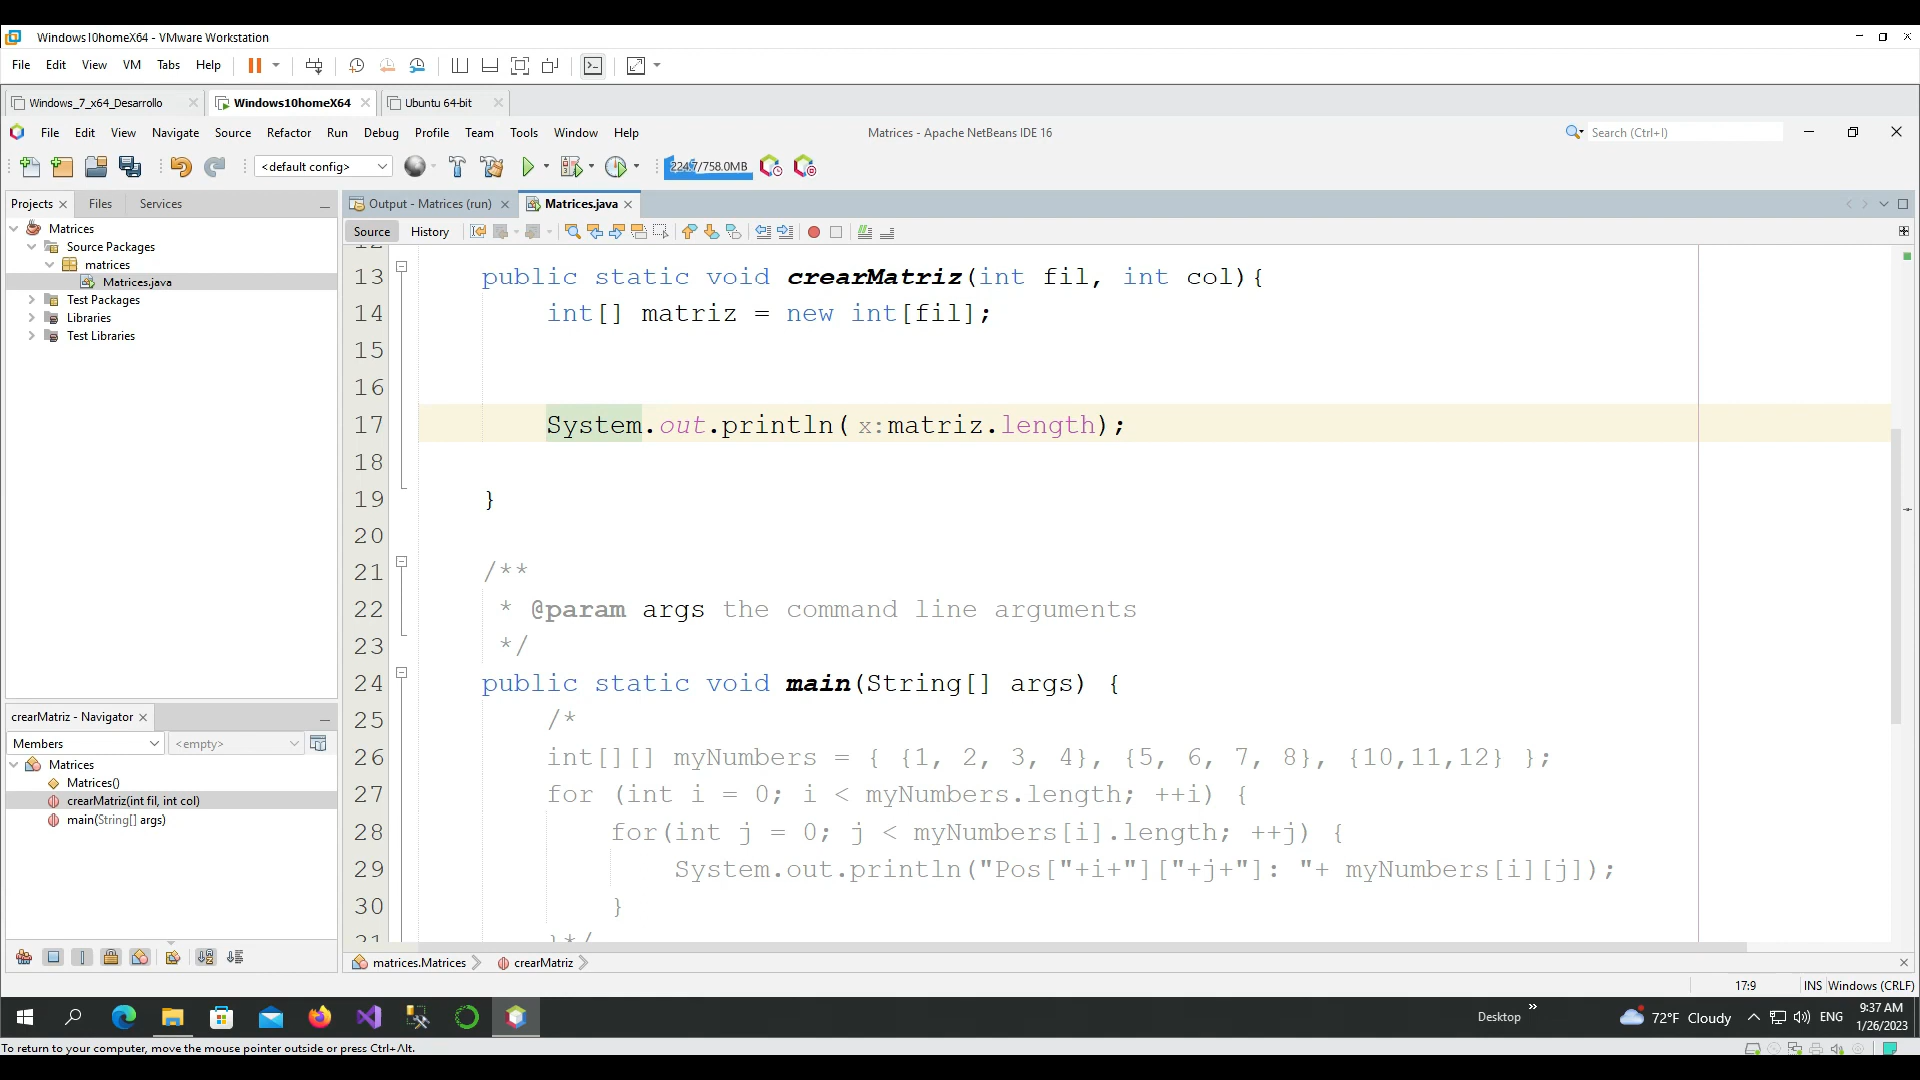 Windows10homeX64 - VMware Workstation
File Edit View VM Tabs Help
Windows_7_x64_Desarrollo Windows10homeX64 Ubuntu 64-bit
File Edit View Navigate Source Refactor Run Debug Profile Team Tools Window Help Matrices - Apache NetBeans IDE 16 Search (Ctrl+I)
<default config> 224.7/758.0MB
Projects Files Services Output - Matrices (run) Matrices.java
Source History
Matrices
Source Packages
matrices
Matrices.java
Test Packages
Libraries
Test Libraries
13 public static void crearMatriz(int fil, int col){
14 int[] matriz = new int[fil];
15
16
17 System.out.println( x:matriz.length);
18
19 }
20
21 /**
22 * @param args the command line arguments
23 */
24 public static void main(String[] args) {
25 /*
26 int[][] myNumbers = { {1, 2, 3, 4}, {5, 6, 7, 8}, {10,11,12} };
27 for (int i = 0; i < myNumbers.length; ++i) {
28 for(int j = 0; j < myNumbers[i].length; ++j) {
29 System.out.println("Pos["+i+"]["+j+"]: "+ myNumbers[i][j]);
30 }
31 }*/
crearMatriz - Navigator
Members <empty>
Matrices
Matrices()
crearMatriz(int fil, int col)
main(String[] args)
matrices.Matrices crearMatriz
17:9 INS Windows (CRLF)
Desktop 72°F Cloudy ENG 9:37 AM
1/26/2023
To return to your computer, move the mouse pointer outside or press Ctrl+Alt.